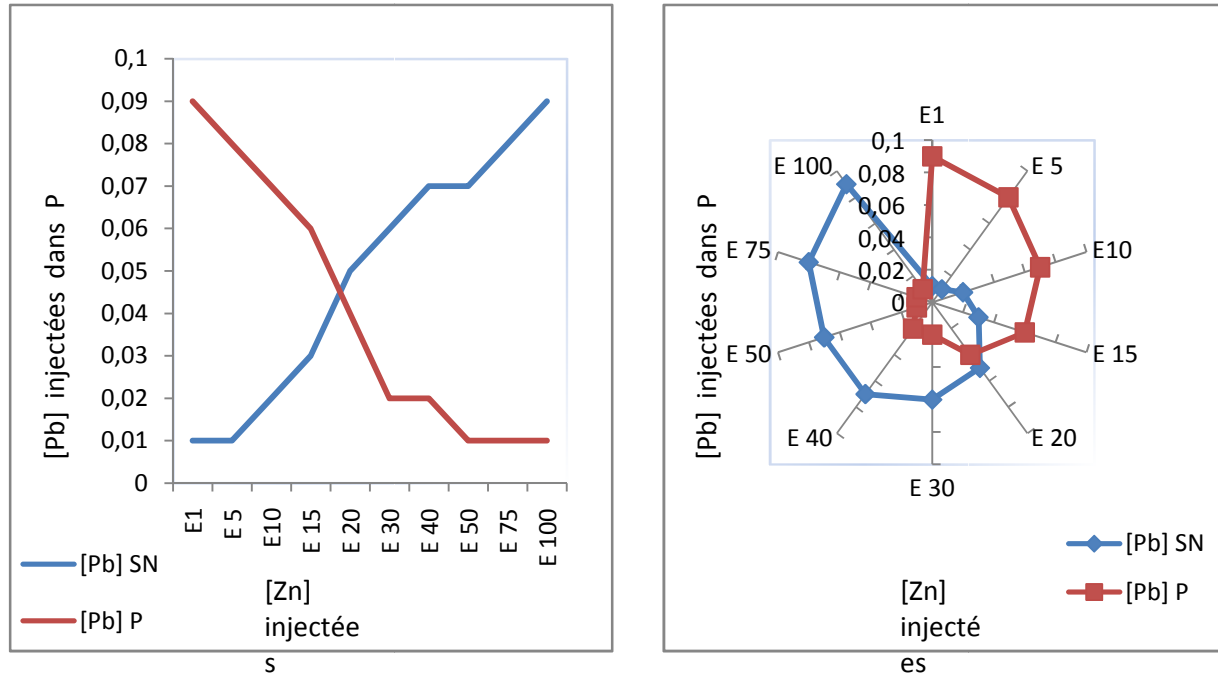 0,1
0,09
0,08
0,07
0,06
0,05
0,04
0,03
0,02
0,01
0
[Pb] injectées dans P
E1
E 5
E10
E 15
E 20
E 30
E 40
E 50
E 75
E 100
[Pb] SN
[Pb] P
[Zn]
injectée
s
E1
E 5
E10
E 15
E 20
E 30
E 40
E 50
E 75
E 100
0,1
0,08
0,06
0,04
0,02
0
[Pb] injectées dans P
[Pb] SN
[Pb] P
[Zn]
injecté
es